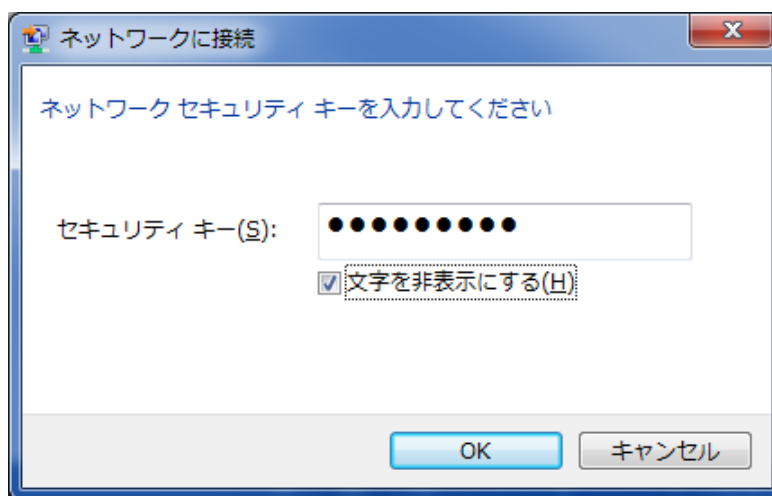 ネットワークに接続
ネットワーク セキュリティ キーを入力してください
セキュリティ キー(S): ●●●●●●●●●
文字を非表示にする(H)
OK キャンセル